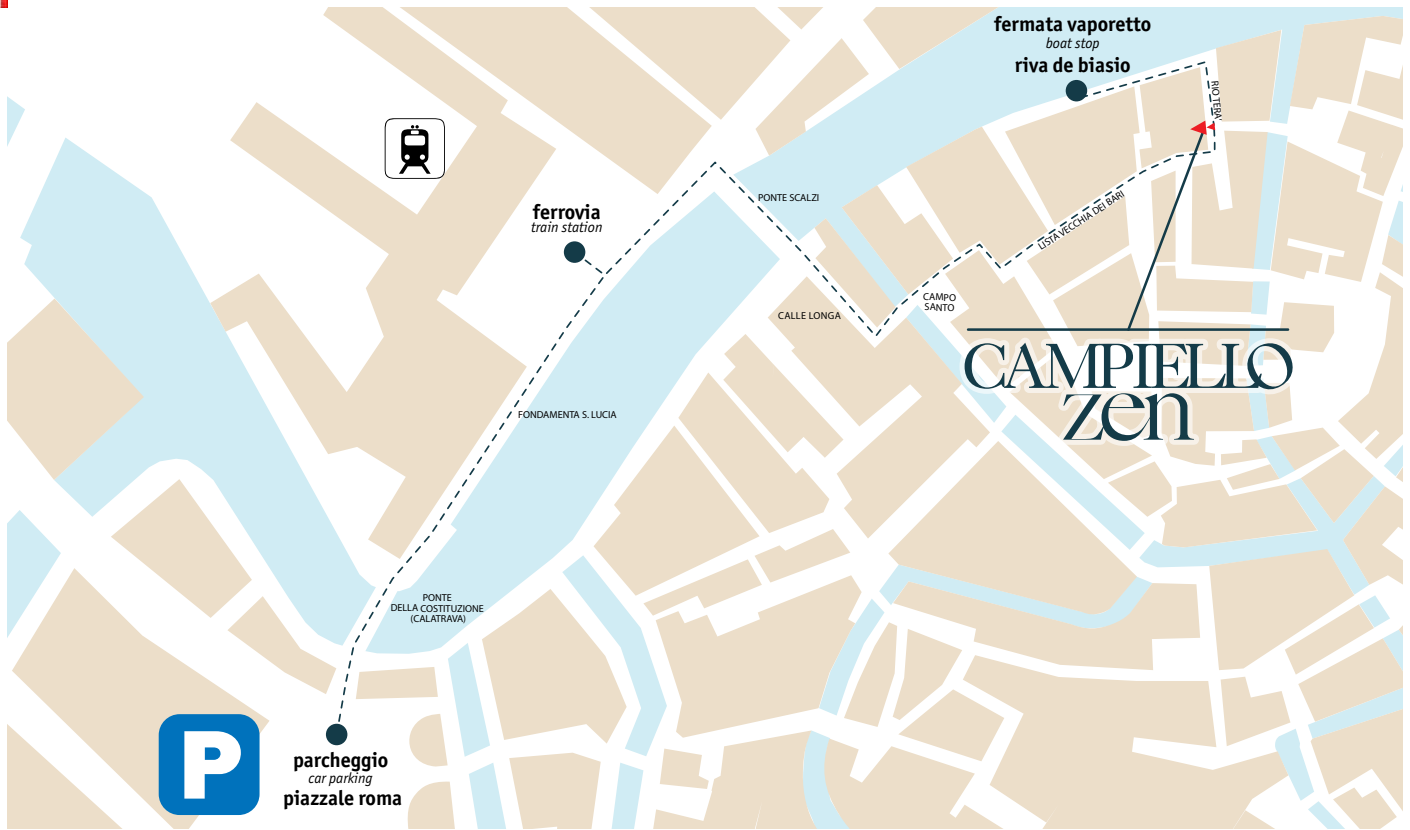 fermata vaporetto
boat stop
riva de biasio
RIO TERA'
PONTE SCALZI
LISTA VECCHIA DEI BARI
ferrovia
train station
CAMPO
SANTO
CALLE LONGA
CAMPIELLO
zen
FONDAMENTA S. LUCIA
PONTE
DELLA COSTITUZIONE
(CALATRAVA)
P
parcheggio
car parking
piazzale roma